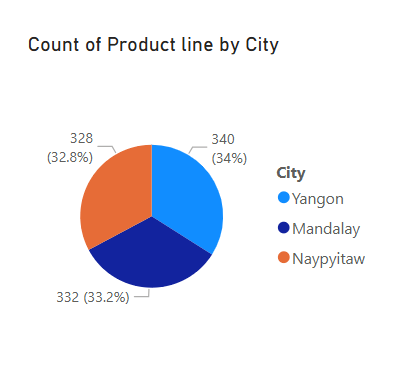 Count of Product line by City
328
(32.8%)
340
(34%)
332 (33.2%)
City
Yangon
Mandalay
Naypyitaw